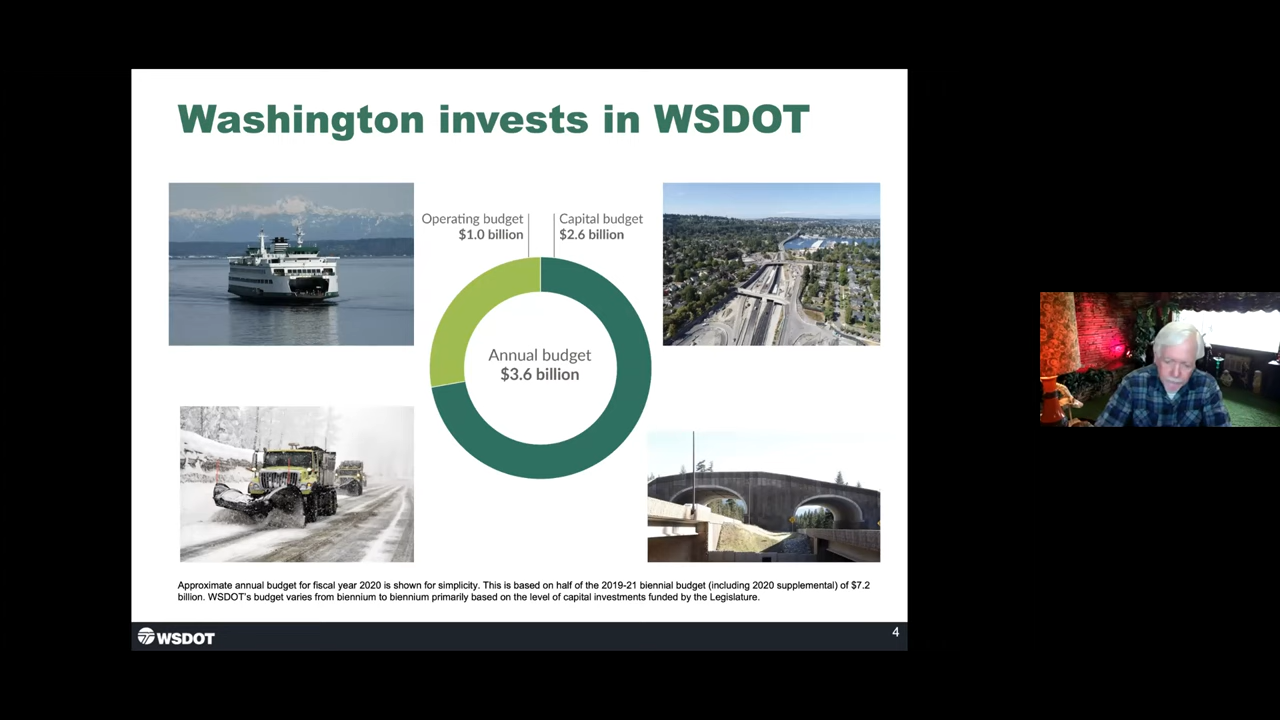 Washington invests in WSDOT
Operating budget
$1.0 billion
Capital budget
$2.6 billion
Annual budget
$3.6 billion
Approximate annual budget for fiscal year 2020 is shown for simplicity. This is based on half of the 2019-21 biennial budget (including 2020 supplemental) of $7.2
billion. WSDOT's budget varies from biennium to biennium primarily based on the level of capital investments funded by the Legislature.
WSDOT
4